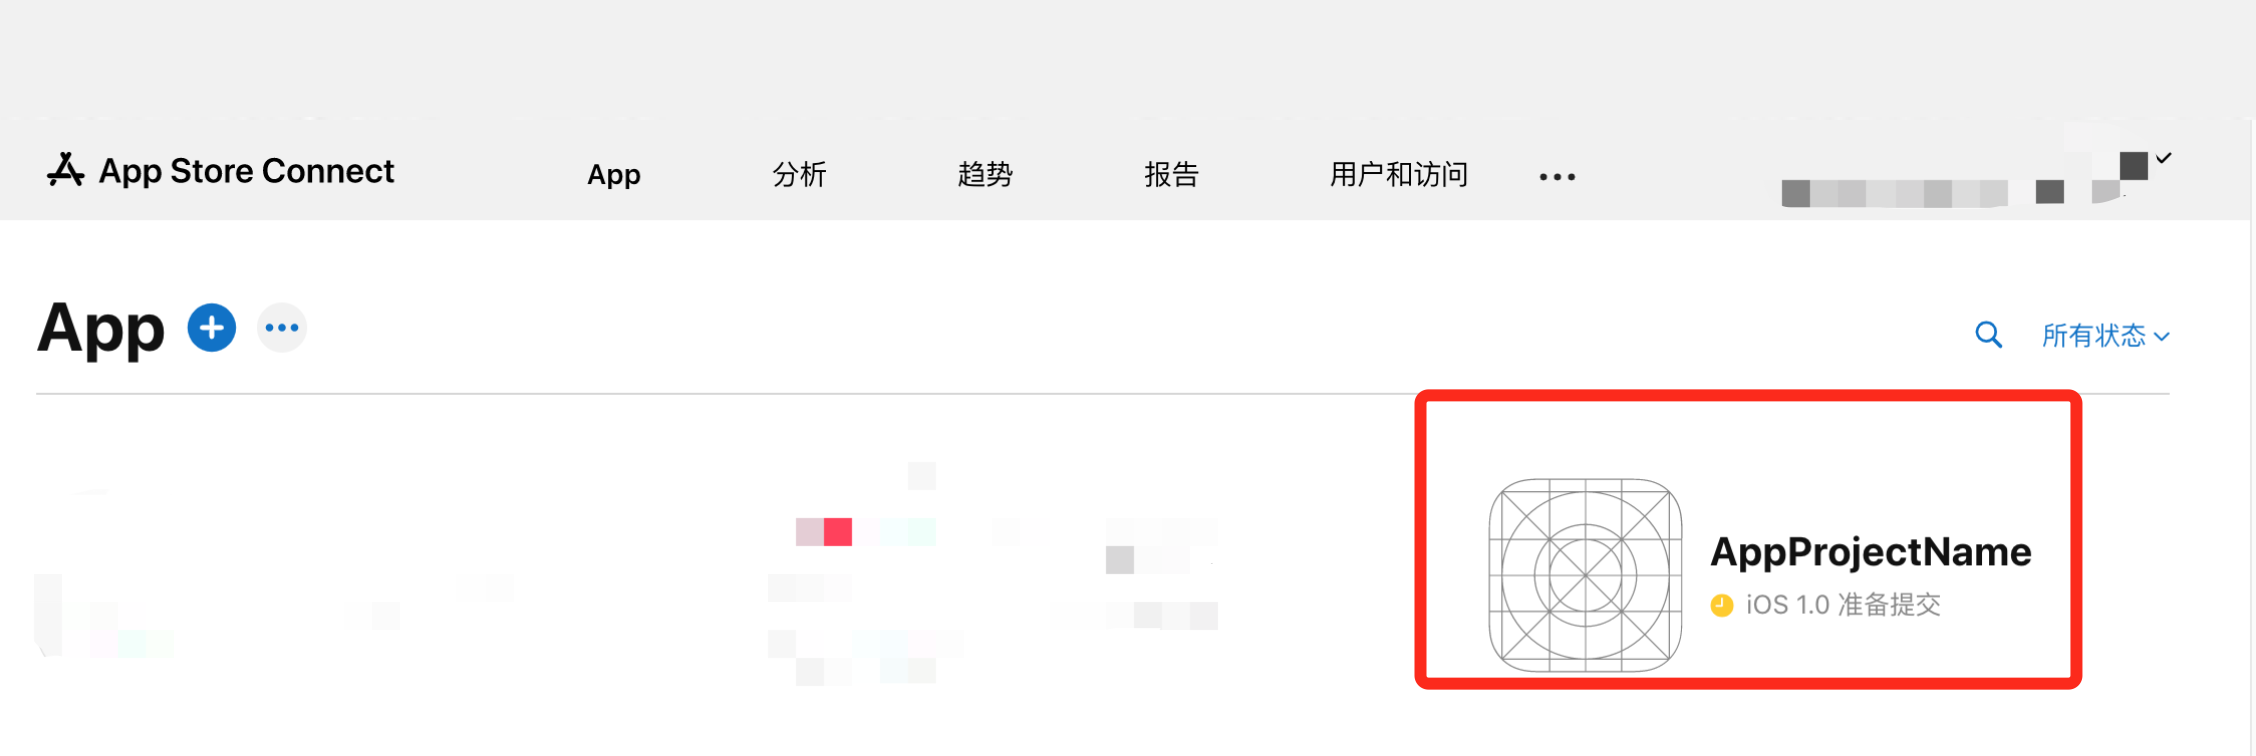 App Store Connect
App
分析
趋势
报告
用户和访问
App
所有状态
AppProjectName
iOS 1.0 准备提交